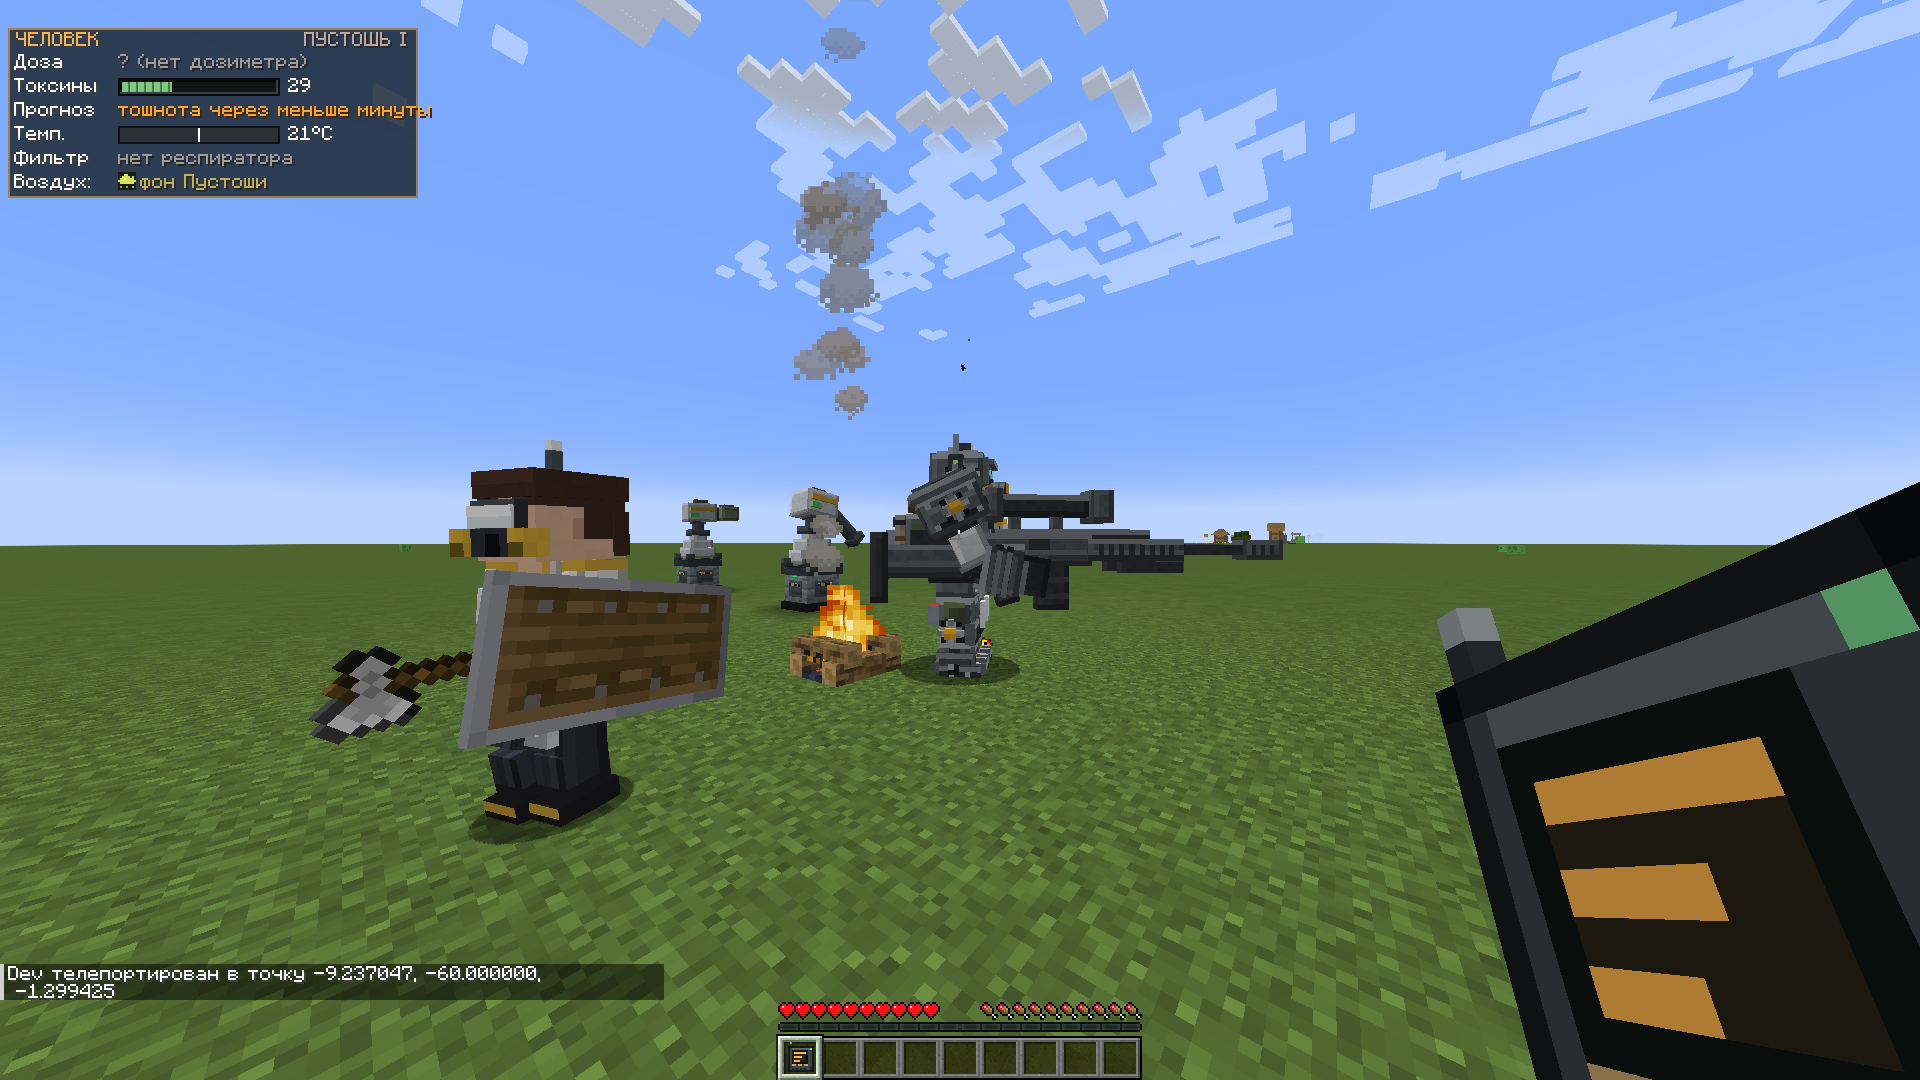 ЧЕЛОВЕК ПУСТОШЬ I
Доза ? (нет дозиметра)
Токсины 29
Прогноз тошнота через меньше минуты
Темп. 21°C
Фильтр нет респиратора
Воздух: фон Пустоши
Dev телепортирован в точку -9.237047, -60.000000,
-1.299425